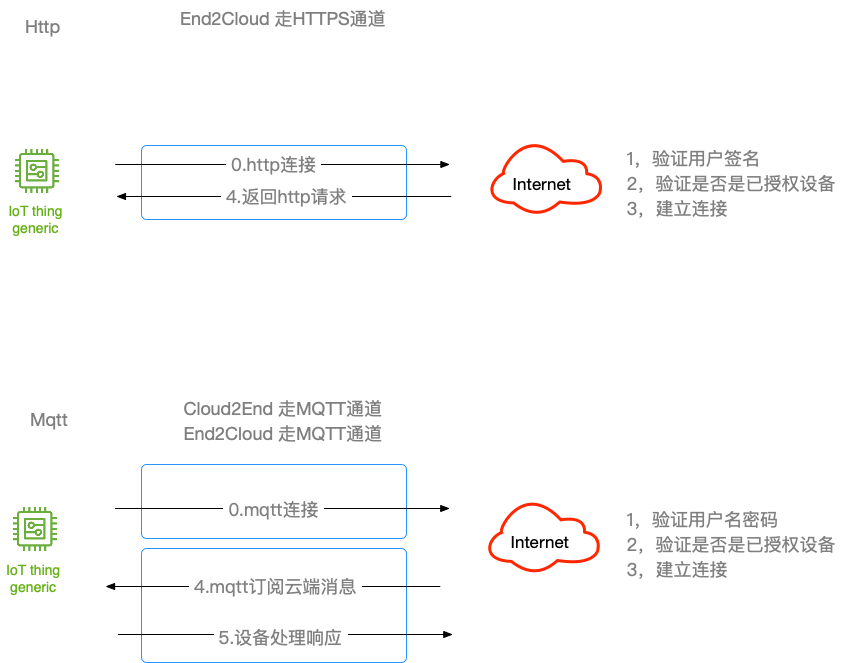 Http
End2Cloud 走HTTPS通道
0.http连接
4.返回http请求
IoT thing
generic
Internet
1，验证用户签名
2，验证是否是已授权设备
3，建立连接
Mqtt
Cloud2End 走MQTT通道
End2Cloud 走MQTT通道
0.mqtt连接
4.mqtt订阅云端消息
5.设备处理响应
IoT thing
generic
Internet
1，验证用户名密码
2，验证是否是已授权设备
3，建立连接